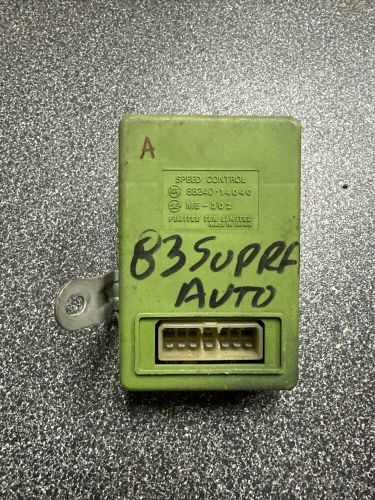 A
SPEED CONTROL
88240-14040
ME-302
FUJITSU TEN LIMITED
MADE IN JAPAN
83 SUPRA
AUTO